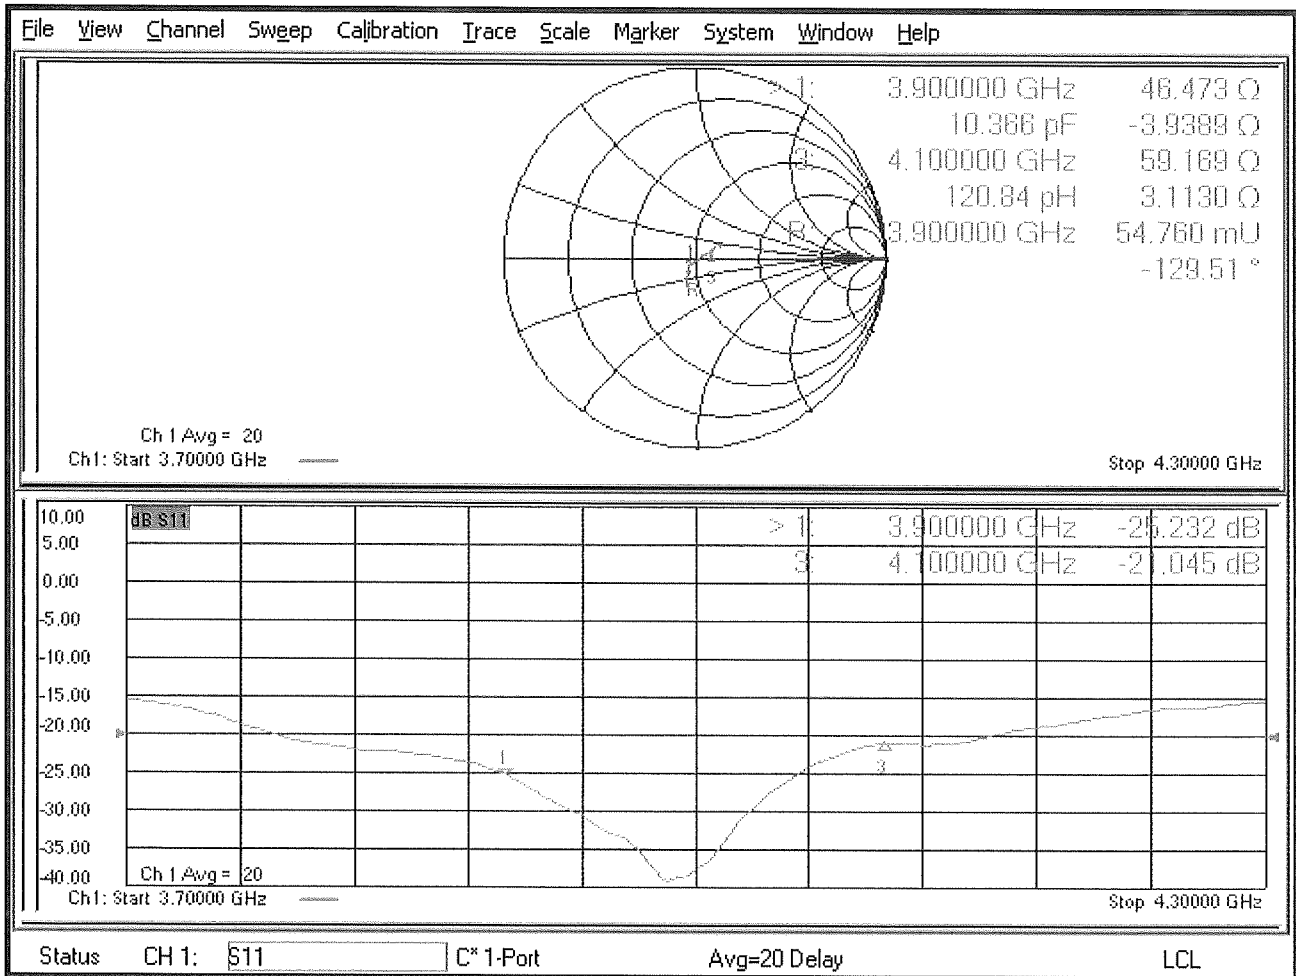 File View Channel Sweep Calibration Trace Scale Marker System Window Help
> 1: 3.900000 GHz 46.473 Ω
10.366 pF -3.9389 Ω
3: 4.100000 GHz 59.169 Ω
120.84 pH 3.1130 Ω
R: 3.900000 GHz 54.760 mU
-129.51 °
1
3
R
Ch 1 Avg = 20
Ch1: Start 3.70000 GHz
Stop 4.30000 GHz
10.00
dB S11
> 1: 3.900000 GHz -25.232 dB
5.00
3: 4.100000 GHz -21.045 dB
0.00
-5.00
-10.00
-15.00
-20.00
1
3
-25.00
-30.00
-35.00
-40.00
Ch 1 Avg = 20
Ch1: Start 3.70000 GHz
Stop 4.30000 GHz
Status CH 1: S11 C* 1-Port Avg=20 Delay LCL